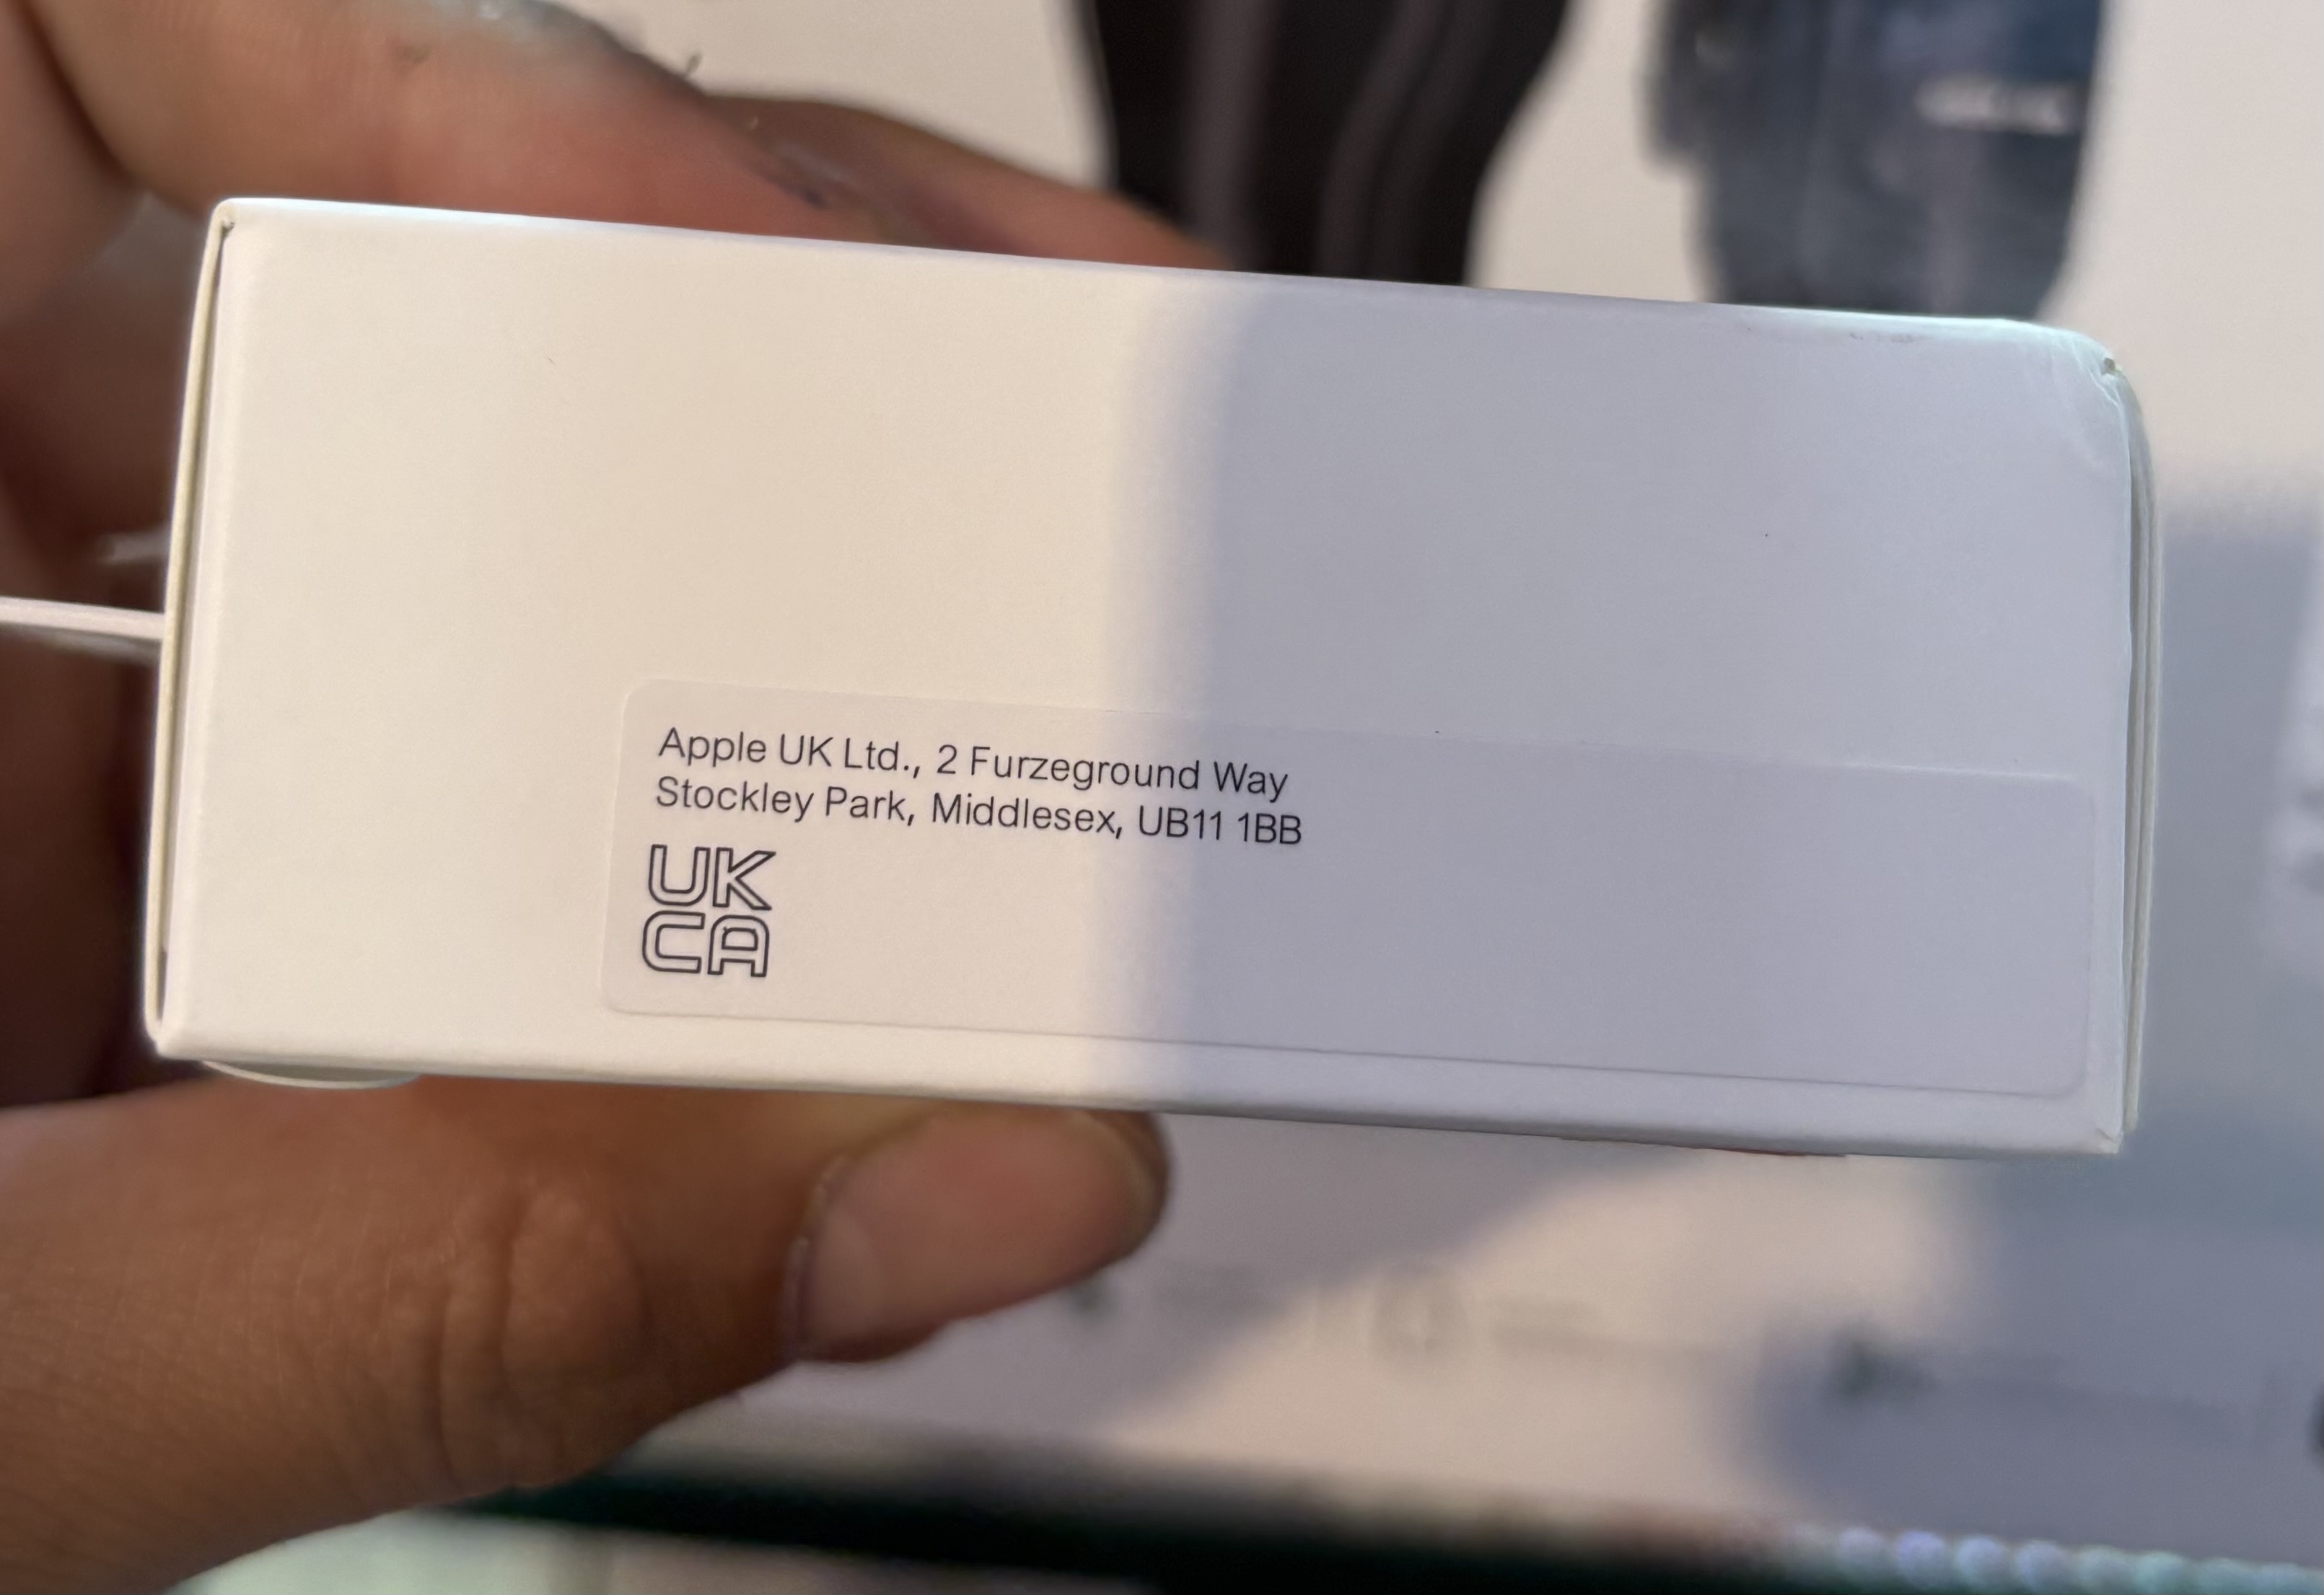 Apple UK Ltd., 2 Furzeground Way
Stockley Park, Middlesex, UB11 1BB
UK
CA